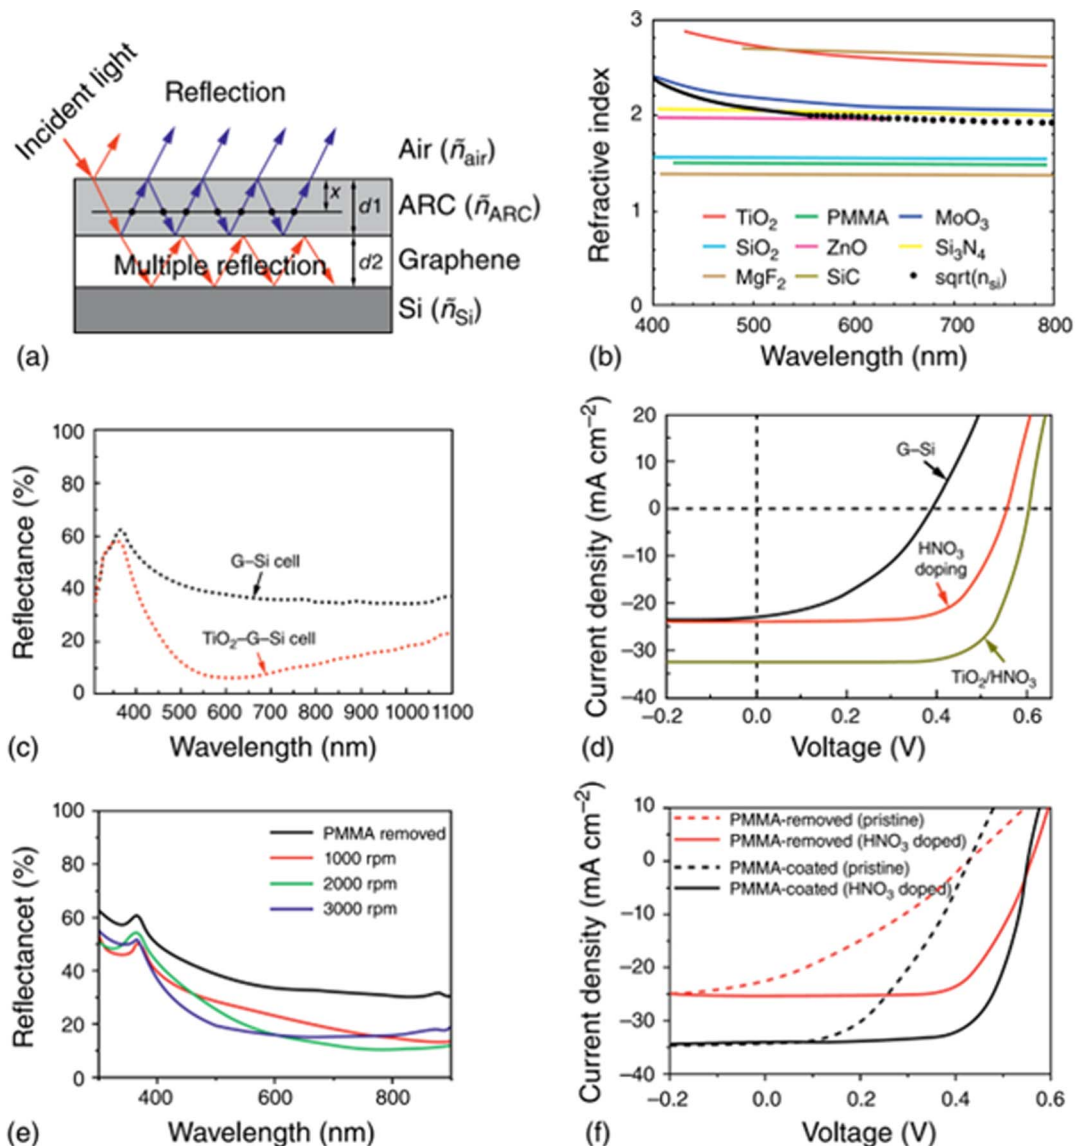 Incident light
Reflection
Air (ñair)
x
d1
ARC (ñARC)
Multiple reflection
d2
Graphene
Si (ñSi)
(a)
Refractive index
3
2
1
0
TiO2 PMMA MoO3
SiO2 ZnO Si3N4
MgF2 SiC sqrt(nsi)
400 500 600 700 800
Wavelength (nm)
(b)
Reflectance (%)
100
80
60
40
20
0
G–Si cell
TiO2–G–Si cell
400 500 600 700 800 900 1000 1100
Wavelength (nm)
(c)
Current density (mA cm−2)
20
10
0
−10
−20
−30
−40
G–Si
HNO3
doping
TiO2/HNO3
−0.2 0.0 0.2 0.4 0.6
Voltage (V)
(d)
Reflectancet (%)
100
80
60
40
20
0
PMMA removed
1000 rpm
2000 rpm
3000 rpm
400 600 800
Wavelength (nm)
(e)
Current density (mA cm−2)
10
0
−10
−20
−30
−40
PMMA-removed (pristine)
PMMA-removed (HNO3 doped)
PMMA-coated (pristine)
PMMA-coated (HNO3 doped)
−0.2 0.0 0.2 0.4 0.6
Voltage (V)
(f)